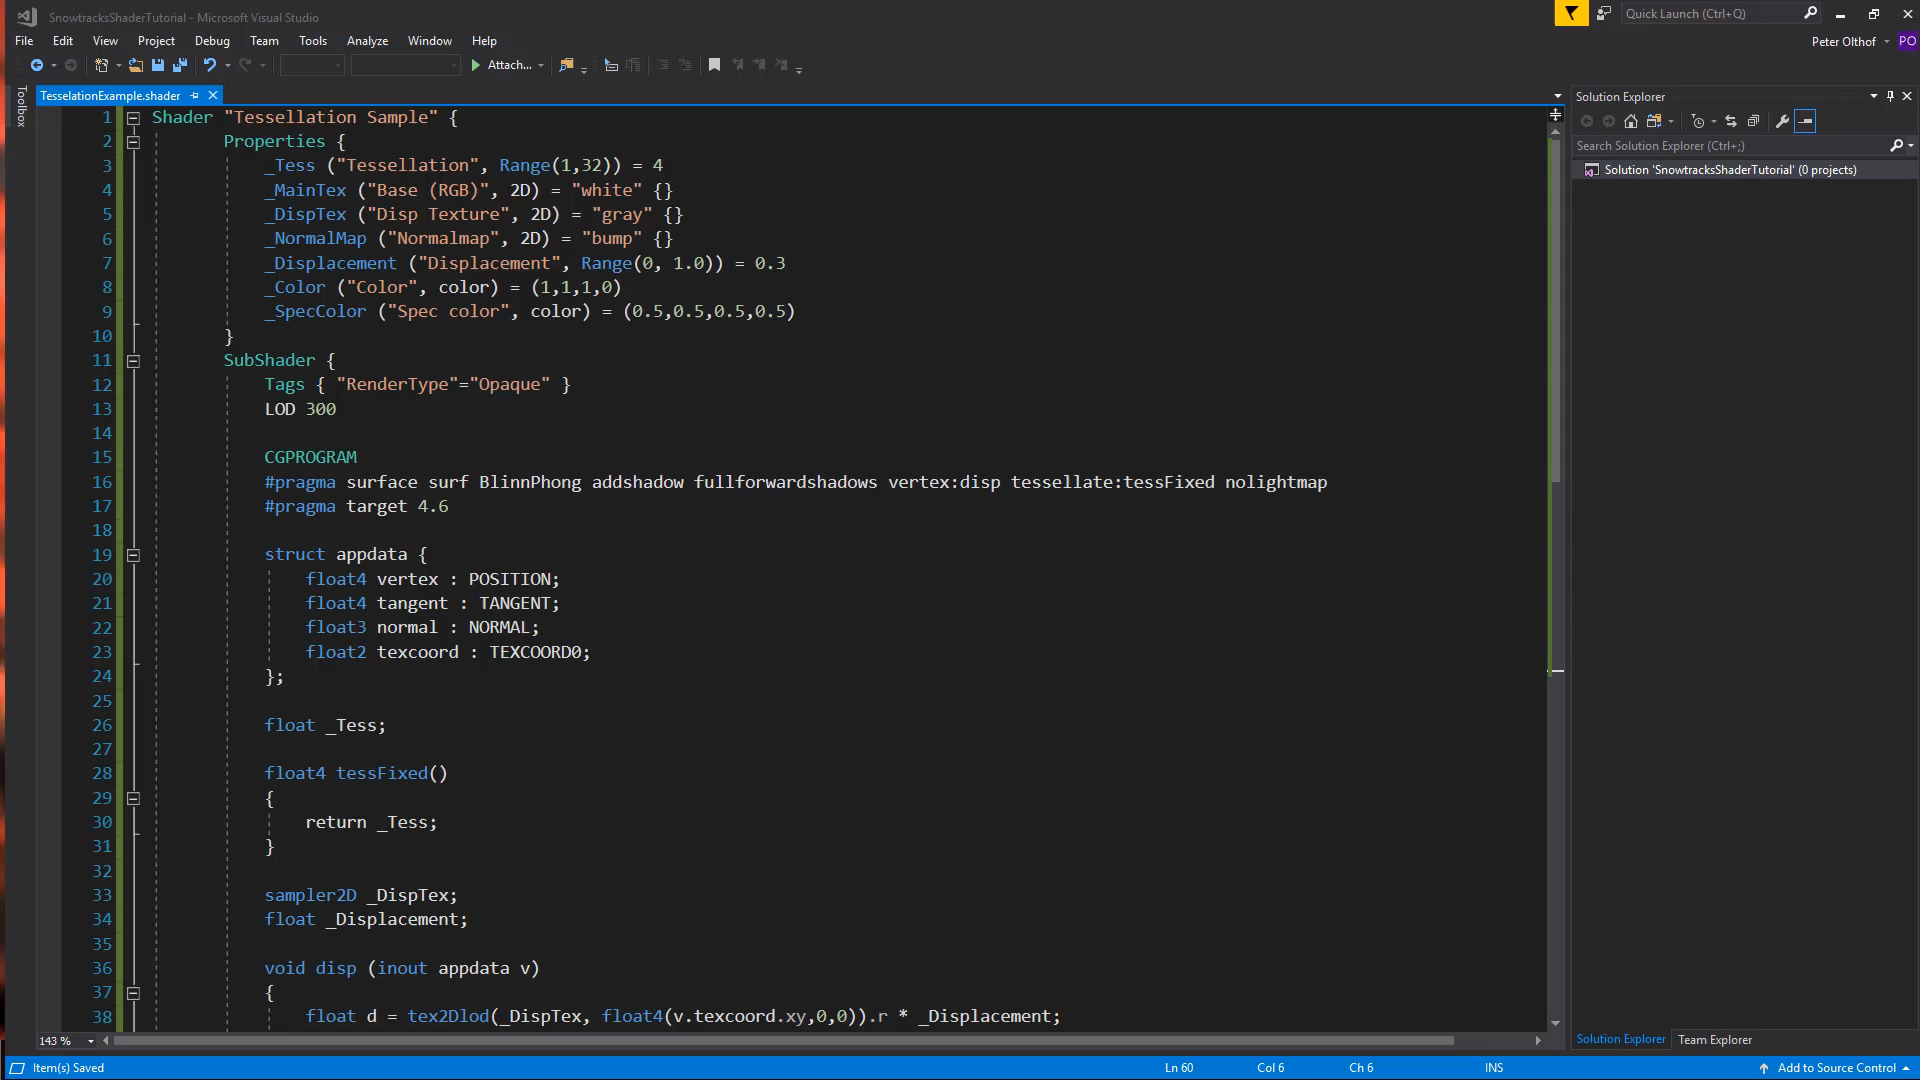 SnowtracksShaderTutorial - Microsoft Visual Studio
Quick Launch (Ctrl+Q)
File Edit View Project Debug Team Tools Analyze Window Help
Peter Olthof PO
Attach...
Toolbox
TesselationExample.shader
1 Shader "Tessellation Sample" {
2 Properties {
3 _Tess ("Tessellation", Range(1,32)) = 4
4 _MainTex ("Base (RGB)", 2D) = "white" {}
5 _DispTex ("Disp Texture", 2D) = "gray" {}
6 _NormalMap ("Normalmap", 2D) = "bump" {}
7 _Displacement ("Displacement", Range(0, 1.0)) = 0.3
8 _Color ("Color", color) = (1,1,1,0)
9 _SpecColor ("Spec color", color) = (0.5,0.5,0.5,0.5)
10 }
11 SubShader {
12 Tags { "RenderType"="Opaque" }
13 LOD 300
14
15 CGPROGRAM
16 #pragma surface surf BlinnPhong addshadow fullforwardshadows vertex:disp tessellate:tessFixed nolightmap
17 #pragma target 4.6
18
19 struct appdata {
20 float4 vertex : POSITION;
21 float4 tangent : TANGENT;
22 float3 normal : NORMAL;
23 float2 texcoord : TEXCOORD0;
24 };
25
26 float _Tess;
27
28 float4 tessFixed()
29 {
30 return _Tess;
31 }
32
33 sampler2D _DispTex;
34 float _Displacement;
35
36 void disp (inout appdata v)
37 {
38 float d = tex2Dlod(_DispTex, float4(v.texcoord.xy,0,0)).r * _Displacement;
143 %
Solution Explorer
Search Solution Explorer (Ctrl+;)
Solution 'SnowtracksShaderTutorial' (0 projects)
Solution Explorer Team Explorer
Item(s) Saved Ln 60 Col 6 Ch 6 INS Add to Source Control